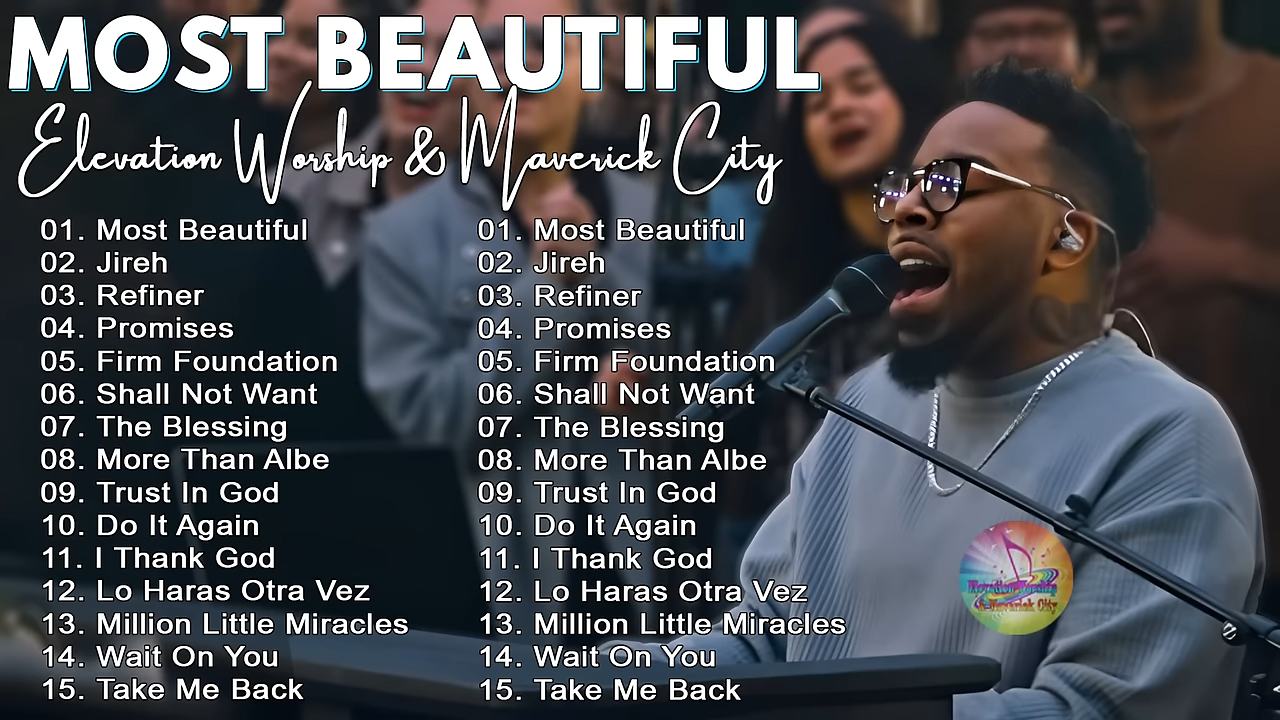 MOST BEAUTIFUL
Elevation Worship & Maverick City
01. Most Beautiful
02. Jireh
03. Refiner
04. Promises
05. Firm Foundation
06. Shall Not Want
07. The Blessing
08. More Than Albe
09. Trust In God
10. Do It Again
11. I Thank God
12. Lo Haras Otra Vez
13. Million Little Miracles
14. Wait On You
15. Take Me Back
01. Most Beautiful
02. Jireh
03. Refiner
04. Promises
05. Firm Foundation
06. Shall Not Want
07. The Blessing
08. More Than Albe
09. Trust In God
10. Do It Again
11. I Thank God
12. Lo Haras Otra Vez
13. Million Little Miracles
14. Wait On You
15. Take Me Back
Elevation Worship
& Maverick City